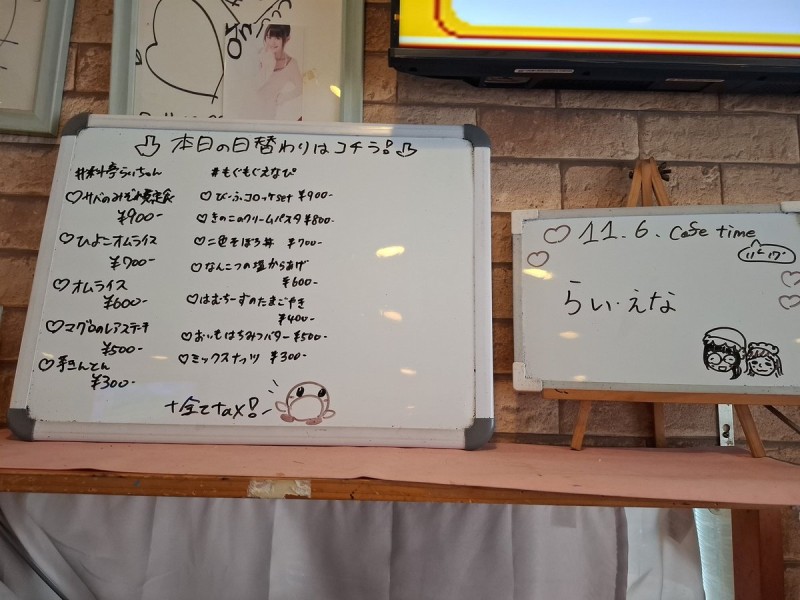 本日の日替わりはコチラ!
#料亭らいちゃん
♡サバのみぞれ煮定食
¥900-
♡ひよこオムライス
¥700-
♡オムライス
¥600-
♡マグロのレアステーキ
¥500-
¥300-
#もぐもぐえなぴ
♡びーふコロッケset ¥900-
♡きのこのクリームパスタ ¥800-
♡二色そぼろ丼 ¥700-
♡なんこつの塩からあげ
¥600-
♡はむちーずのたまごやき
¥400-
♡おいもはちみつバター ¥500-
♡ミックスナッツ ¥300-
+全てtax!
♡11.6. Cafe time
らい・えな